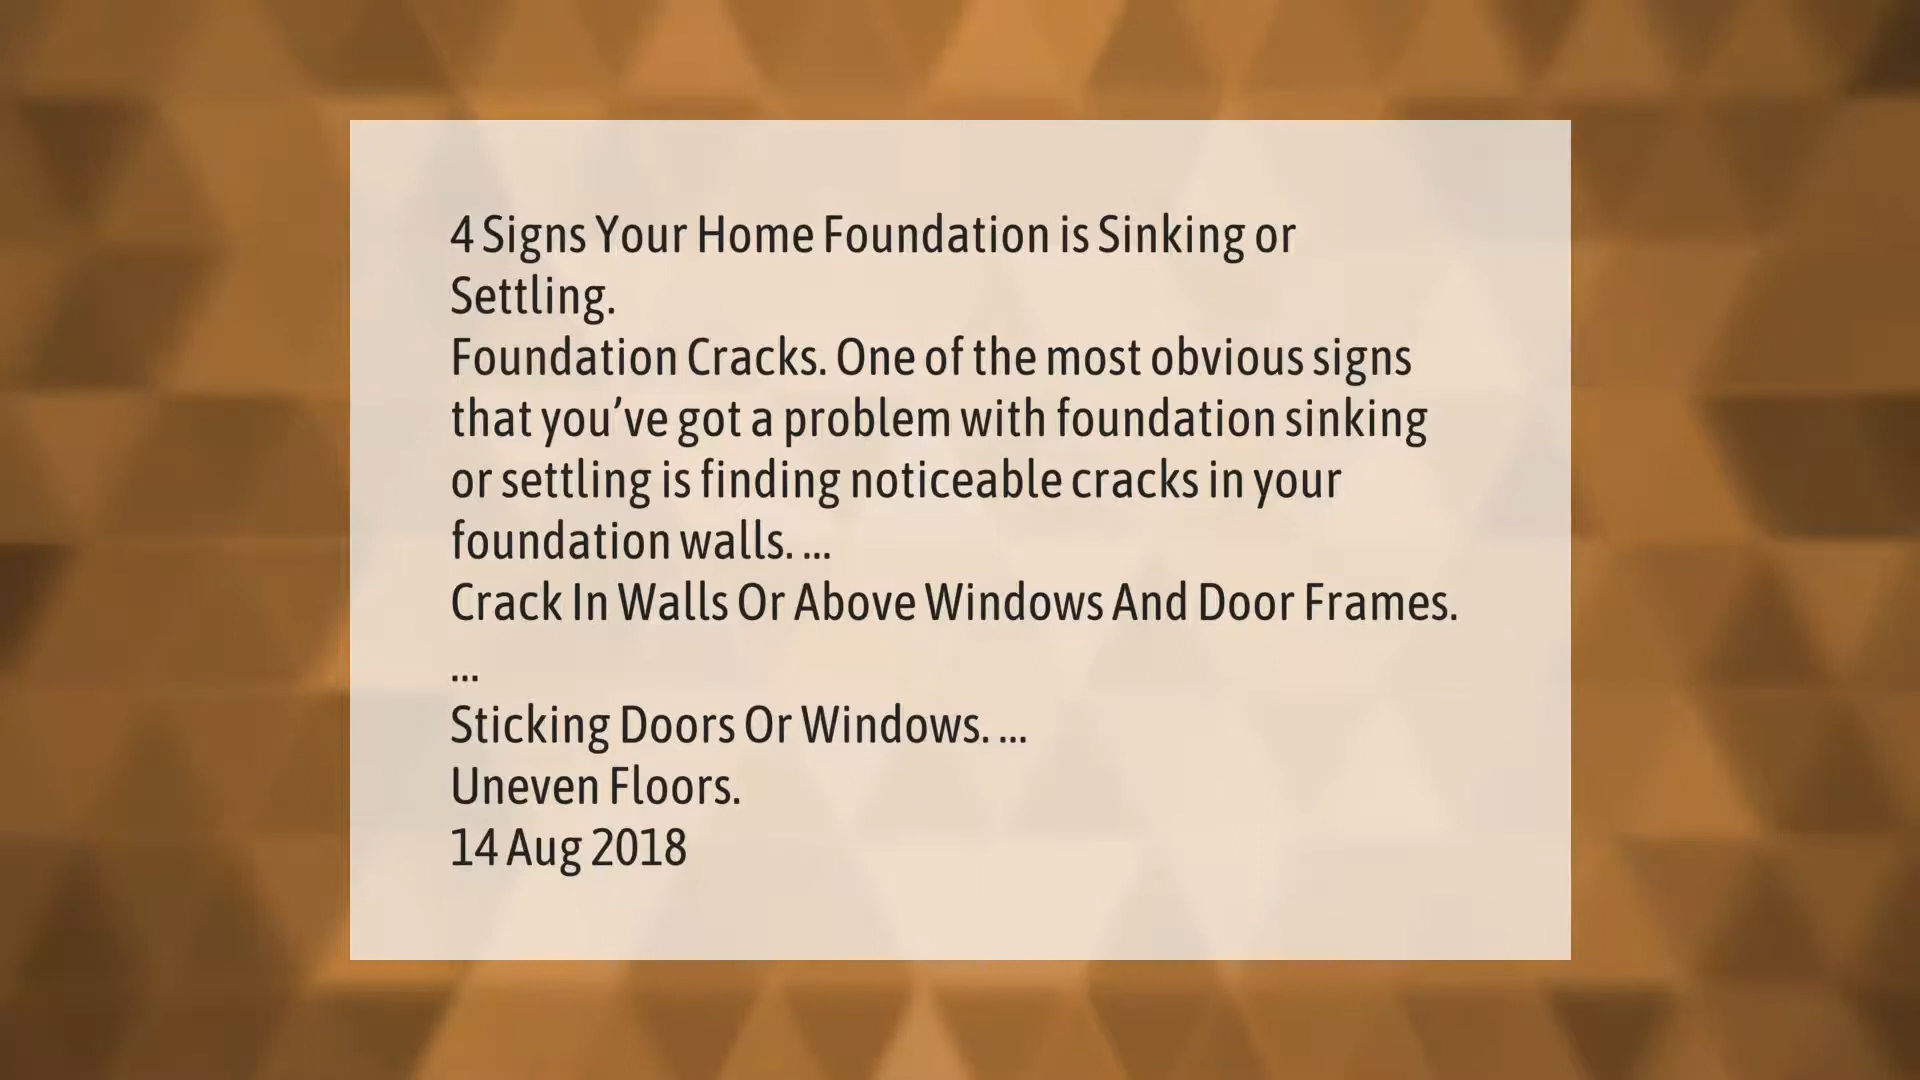 4 Signs Your Home Foundation is Sinking or
Settling.
Foundation Cracks. One of the most obvious signs
that you’ve got a problem with foundation sinking
or settling is finding noticeable cracks in your
foundation walls. ...
Crack In Walls Or Above Windows And Door Frames.
...
Sticking Doors Or Windows. ...
Uneven Floors.
14 Aug 2018